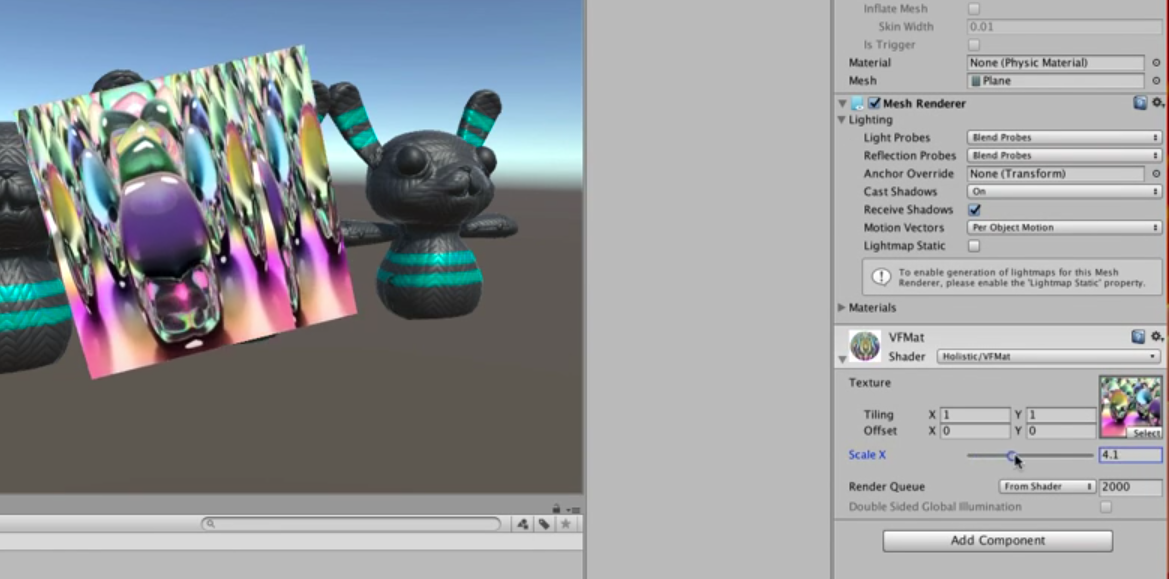 Inflate Mesh
Skin Width 0.01
Is Trigger
Material None (Physic Material)
Mesh Plane
Mesh Renderer
Lighting
Light Probes Blend Probes
Reflection Probes Blend Probes
Anchor Override None (Transform)
Cast Shadows On
Receive Shadows
Motion Vectors Per Object Motion
Lightmap Static
To enable generation of lightmaps for this Mesh
Renderer, please enable the 'Lightmap Static' property.
Materials
VFMat
Shader Holistic/VFMat
Texture
Tiling X 1 Y 1
Offset X 0 Y 0
Select
Scale X 4.1
Render Queue From Shader 2000
Double Sided Global Illumination
Add Component